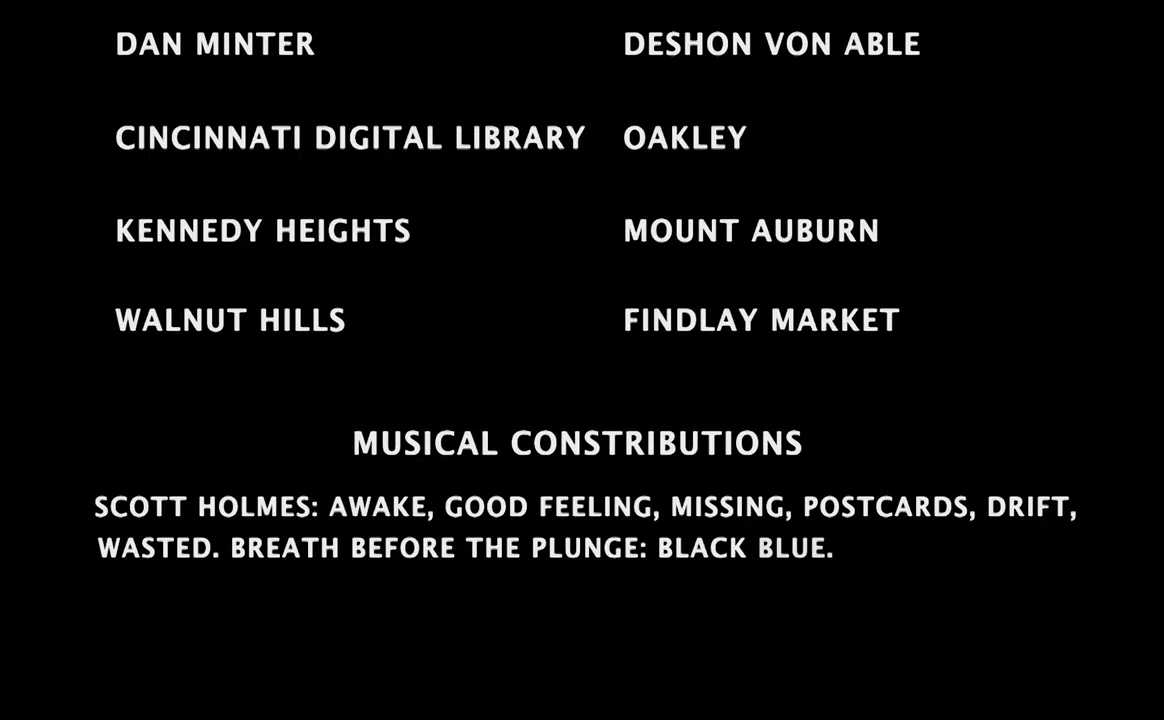 DAN MINTER DESHON VON ABLE
CINCINNATI DIGITAL LIBRARY OAKLEY
KENNEDY HEIGHTS MOUNT AUBURN
WALNUT HILLS FINDLAY MARKET
MUSICAL CONSTRIBUTIONS
SCOTT HOLMES: AWAKE, GOOD FEELING, MISSING, POSTCARDS, DRIFT,
WASTED. BREATH BEFORE THE PLUNGE: BLACK BLUE.